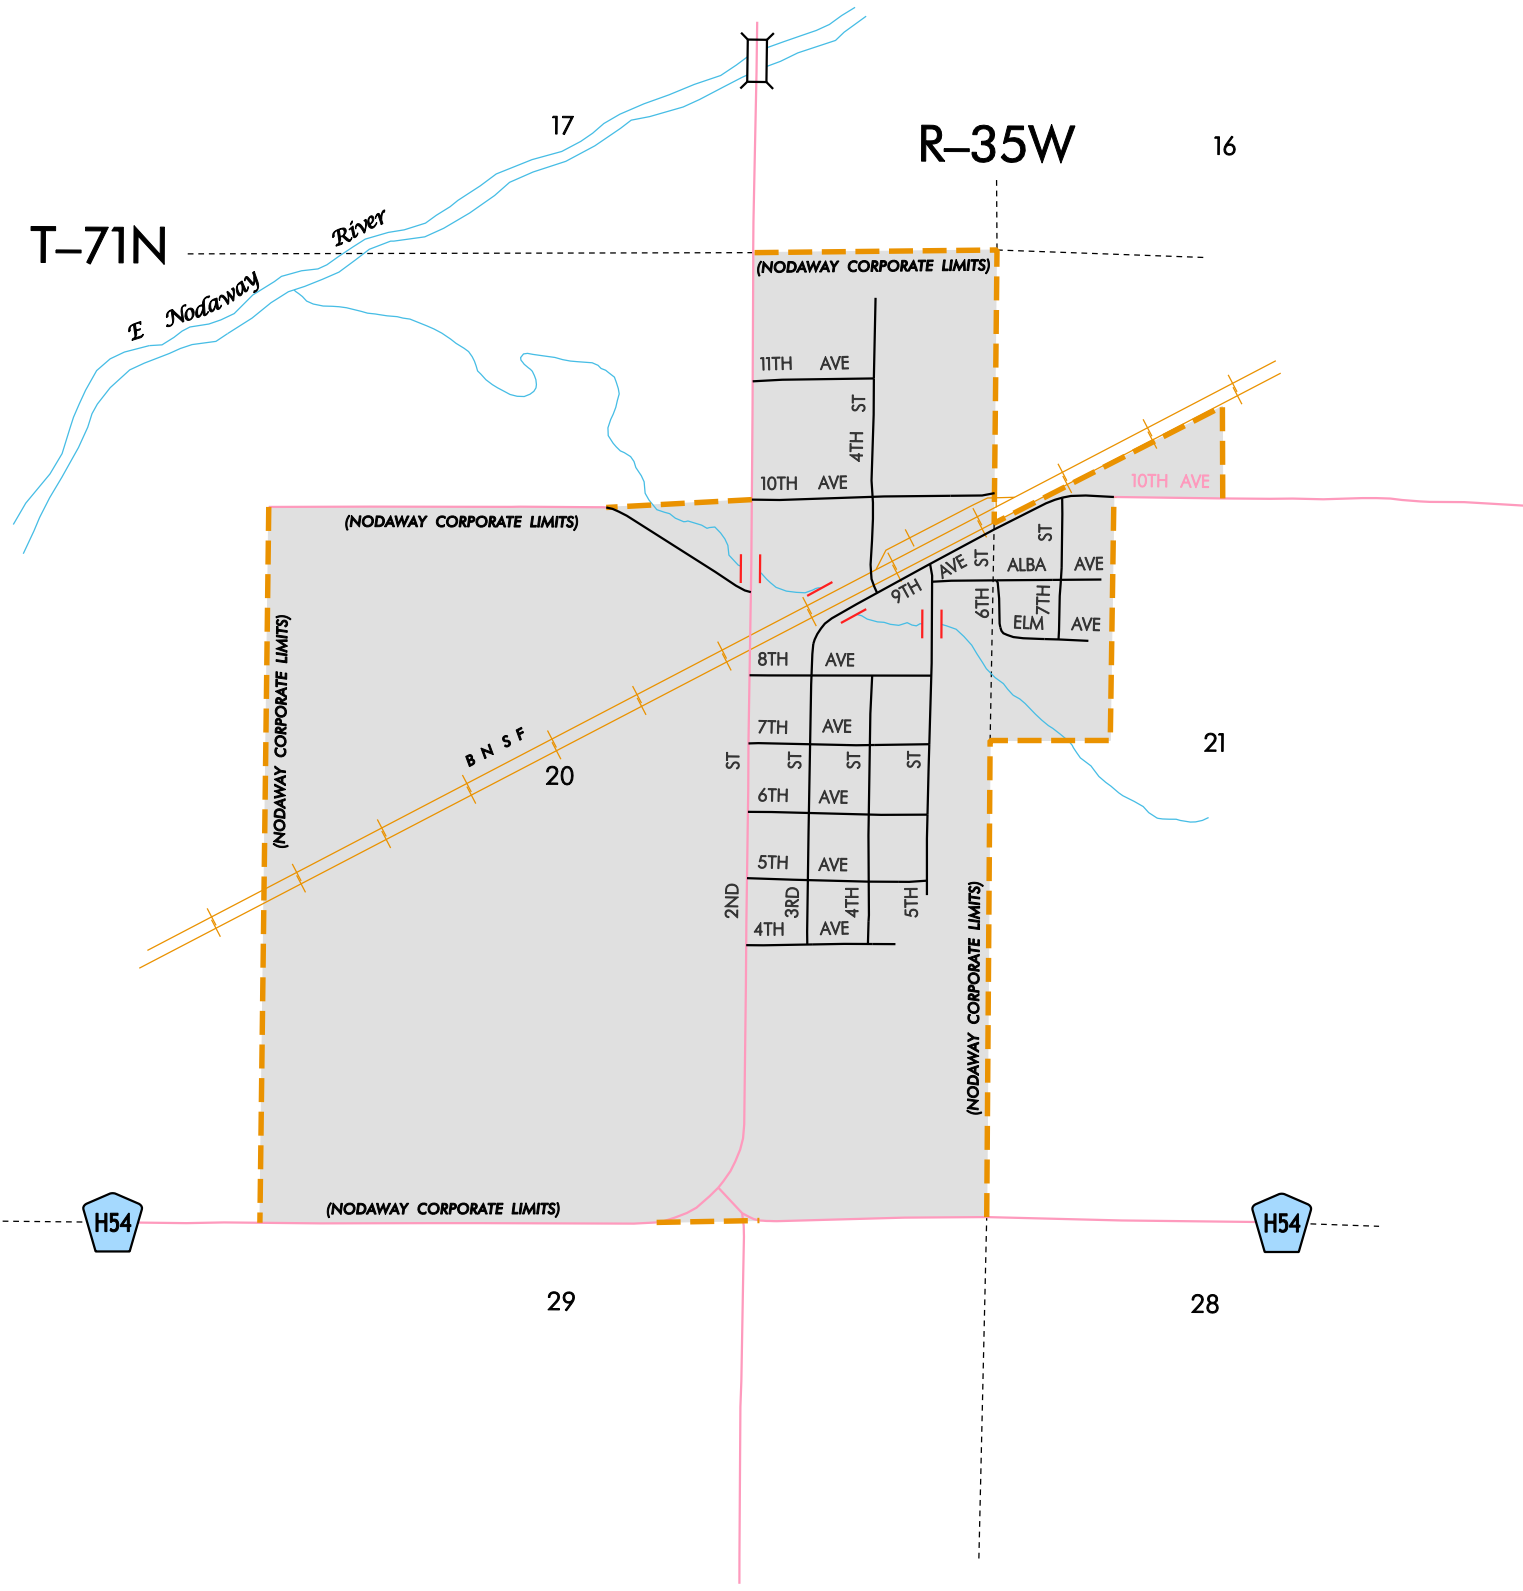 17
R–35W
16
T–71N
River
E Nodaway
(NODAWAY CORPORATE LIMITS)
11TH AVE
4TH ST
10TH AVE
10TH AVE
(NODAWAY CORPORATE LIMITS)
9TH AVE
6TH ST
7TH ST
ALBA AVE
ELM AVE
(NODAWAY CORPORATE LIMITS)
8TH AVE
7TH AVE
BNSF
20
21
2ND ST
3RD ST
4TH ST
5TH ST
6TH AVE
5TH AVE
4TH AVE
(NODAWAY CORPORATE LIMITS)
(NODAWAY CORPORATE LIMITS)
H54
H54
29
28